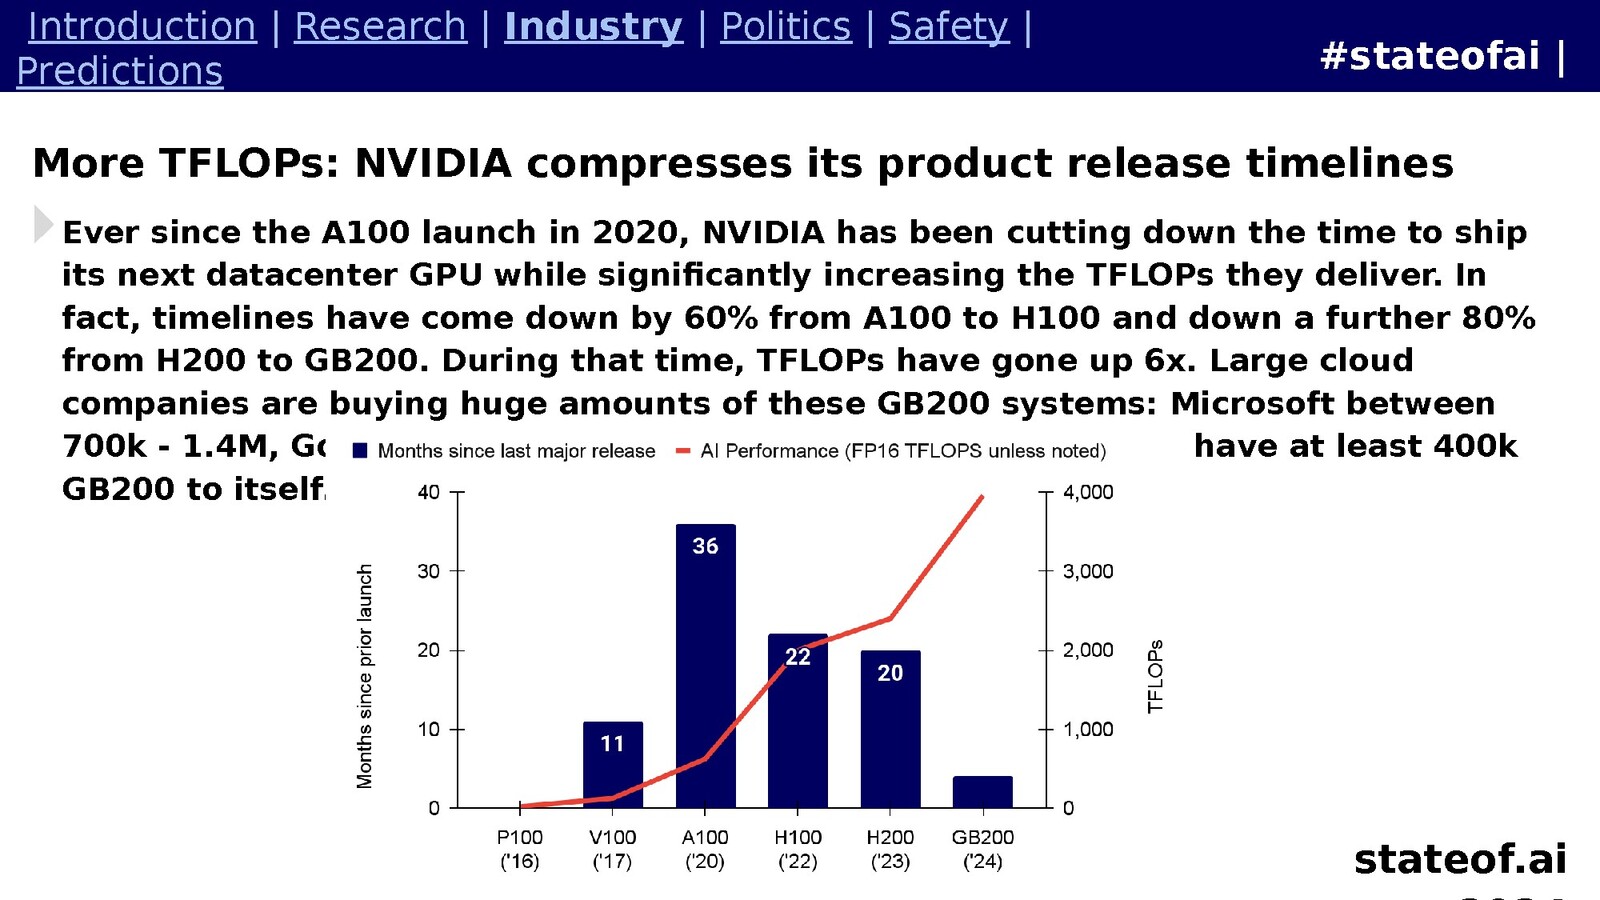 Introduction | Research | Industry | Politics | Safety |
Predictions
#stateofai |
More TFLOPs: NVIDIA compresses its product release timelines
Ever since the A100 launch in 2020, NVIDIA has been cutting down the time to ship
its next datacenter GPU while significantly increasing the TFLOPs they deliver. In
fact, timelines have come down by 60% from A100 to H100 and down a further 80%
from H200 to GB200. During that time, TFLOPs have gone up 6x. Large cloud
companies are buying huge amounts of these GB200 systems: Microsoft between
700k - 1.4M, have at least 400k
GB200 to itself.
Months since last major release
AI Performance (FP16 TFLOPS unless noted)
Months since prior launch
40
30
20
10
0
11
36
22
20
4,000
3,000
2,000
1,000
0
TFLOPs
P100 ('16)
V100 ('17)
A100 ('20)
H100 ('22)
H200 ('23)
GB200 ('24)
stateof.ai